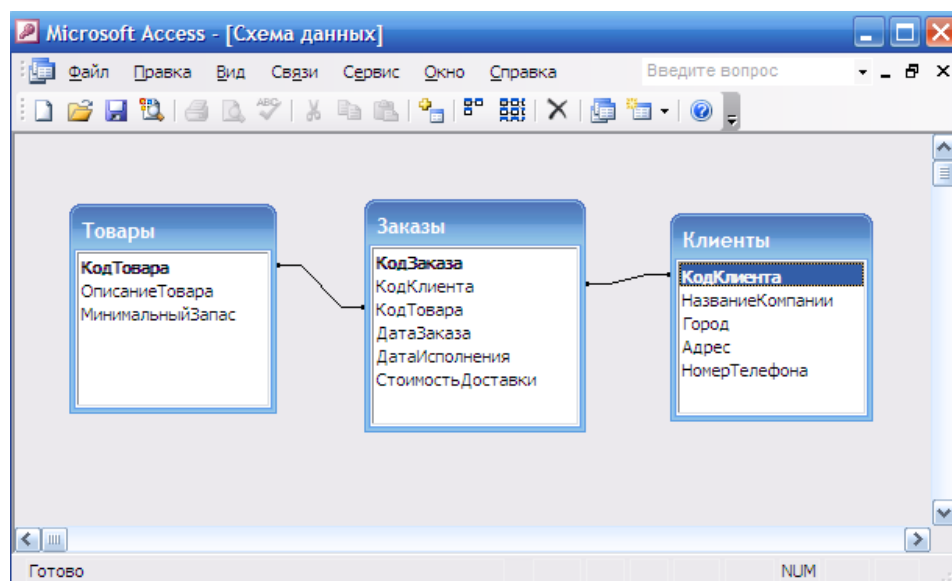 Microsoft Access - [Схема данных]
Файл Правка Вид Связи Сервис Окно Справка Введите вопрос
ABC
Товары
КодТовара
ОписаниеТовара
МинимальныйЗапас
Заказы
КодЗаказа
КодКлиента
КодТовара
ДатаЗаказа
ДатаИсполнения
СтоимостьДоставки
Клиенты
КодКлиента
НазваниеКомпании
Город
Адрес
НомерТелефона
Готово NUM